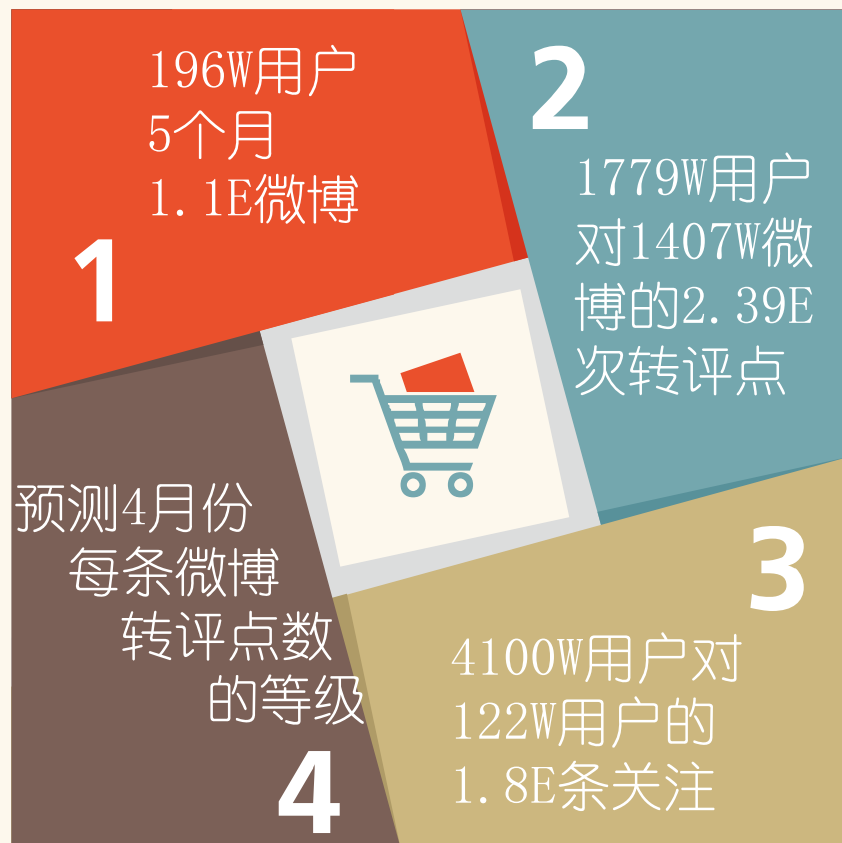 1
196W用户
5个月
1.1E微博
2
1779W用户
对1407W微
博的2.39E
次转评点
3
4100W用户对
122W用户的
1.8E条关注
预测4月份
每条微博
转评点数
的等级
4